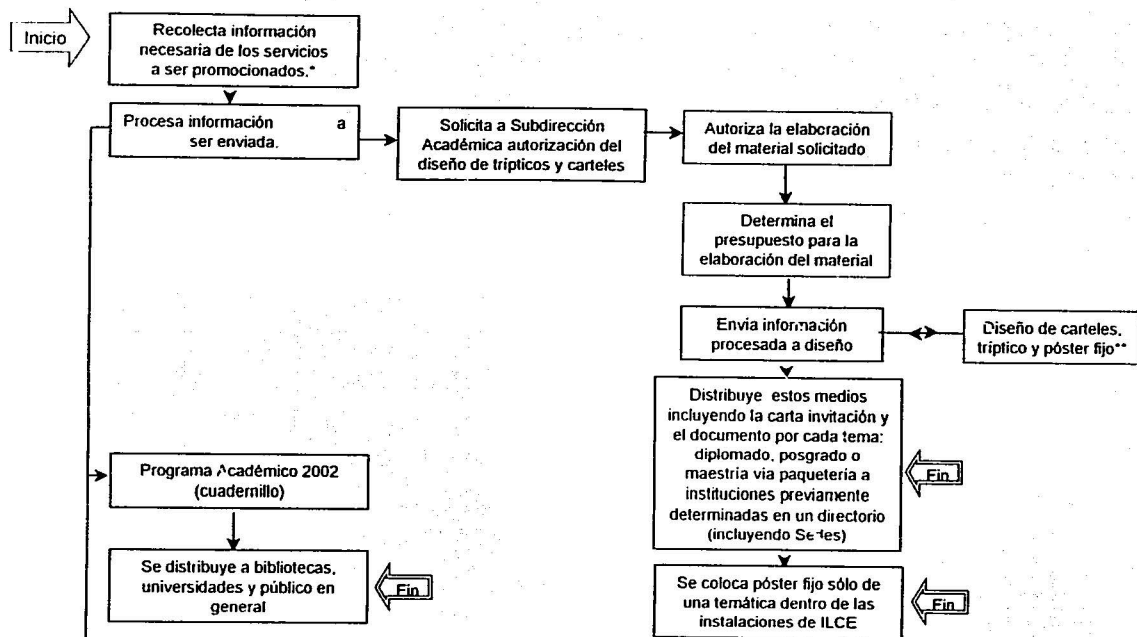 Inicio
Recolecta información
necesaria de los servicios
a ser promocionados.*
Procesa información a
ser enviada.
Solicita a Subdirección
Académica autorización del
diseño de trípticos y carteles
Autoriza la elaboración
del material solicitado
Determina el
presupuesto para la
elaboración del material
Envía información
procesada a diseño
Diseño de carteles,
tríptico y póster fijo**
Distribuye estos medios
incluyendo la carta invitación y
el documento por cada tema:
diplomado, posgrado o
maestría vía paquetería a
instituciones previamente
determinadas en un directorio
(incluyendo Sedes)
Fin
Programa Académico 2002
(cuadernillo)
Se distribuye a bibliotecas,
universidades y público en
general
Fin
Se coloca póster fijo sólo de
una temática dentro de las
instalaciones de ILCE
Fin